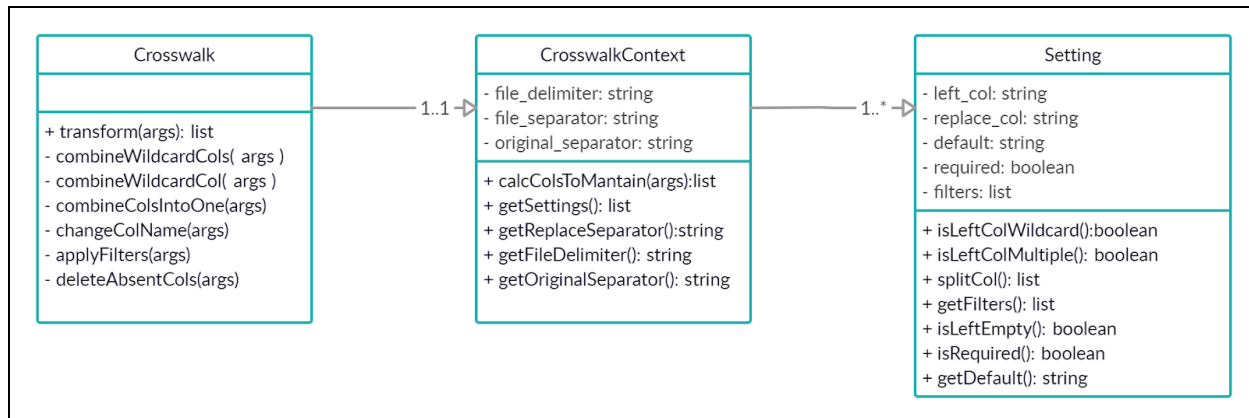 Crosswalk
+ transform(args): list
- combineWildcardCols( args )
- combineWildcardCol( args )
- combineColsIntoOne(args)
- changeColName(args)
- applyFilters(args)
- deleteAbsentCols(args)
1..1
CrosswalkContext
- file_delimiter: string
- file_separator: string
- original_separator: string
+ calcColsToMantain(args):list
+ getSettings(): list
+ getReplaceSeparator():string
+ getFileDelimiter(): string
+ getOriginalSeparator(): string
1..*
Setting
- left_col: string
- replace_col: string
- default: string
- required: boolean
- filters: list
+ isLeftColWildcard():boolean
+ isLeftColMultiple(): boolean
+ splitCol(): list
+ getFilters(): list
+ isLeftEmpty(): boolean
+ isRequired(): boolean
+ getDefault(): string